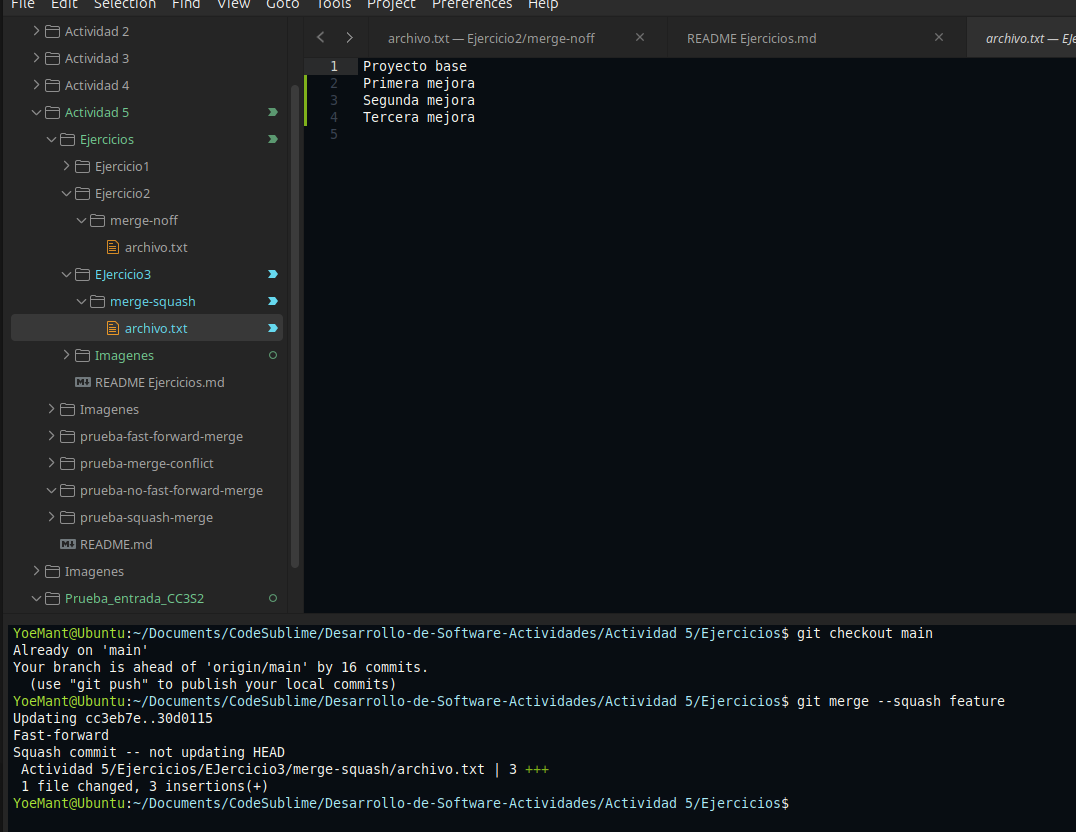 File Edit Selection Find View Goto Tools Project Preferences Help
Actividad 2
Actividad 3
Actividad 4
Actividad 5
Ejercicios
Ejercicio1
Ejercicio2
merge-noff
archivo.txt
EJercicio3
merge-squash
archivo.txt
Imagenes
README Ejercicios.md
Imagenes
prueba-fast-forward-merge
prueba-merge-conflict
prueba-no-fast-forward-merge
prueba-squash-merge
README.md
Imagenes
Prueba_entrada_CC3S2
archivo.txt — Ejercicio2/merge-noff × README Ejercicios.md × archivo.txt — EJe
1 Proyecto base
2 Primera mejora
3 Segunda mejora
4 Tercera mejora
5
YoeMant@Ubuntu:~/Documents/CodeSublime/Desarrollo-de-Software-Actividades/Actividad 5/Ejercicios$ git checkout main
Already on 'main'
Your branch is ahead of 'origin/main' by 16 commits.
  (use "git push" to publish your local commits)
YoeMant@Ubuntu:~/Documents/CodeSublime/Desarrollo-de-Software-Actividades/Actividad 5/Ejercicios$ git merge --squash feature
Updating cc3eb7e..30d0115
Fast-forward
Squash commit -- not updating HEAD
 Actividad 5/Ejercicios/EJercicio3/merge-squash/archivo.txt | 3 +++
 1 file changed, 3 insertions(+)
YoeMant@Ubuntu:~/Documents/CodeSublime/Desarrollo-de-Software-Actividades/Actividad 5/Ejercicios$